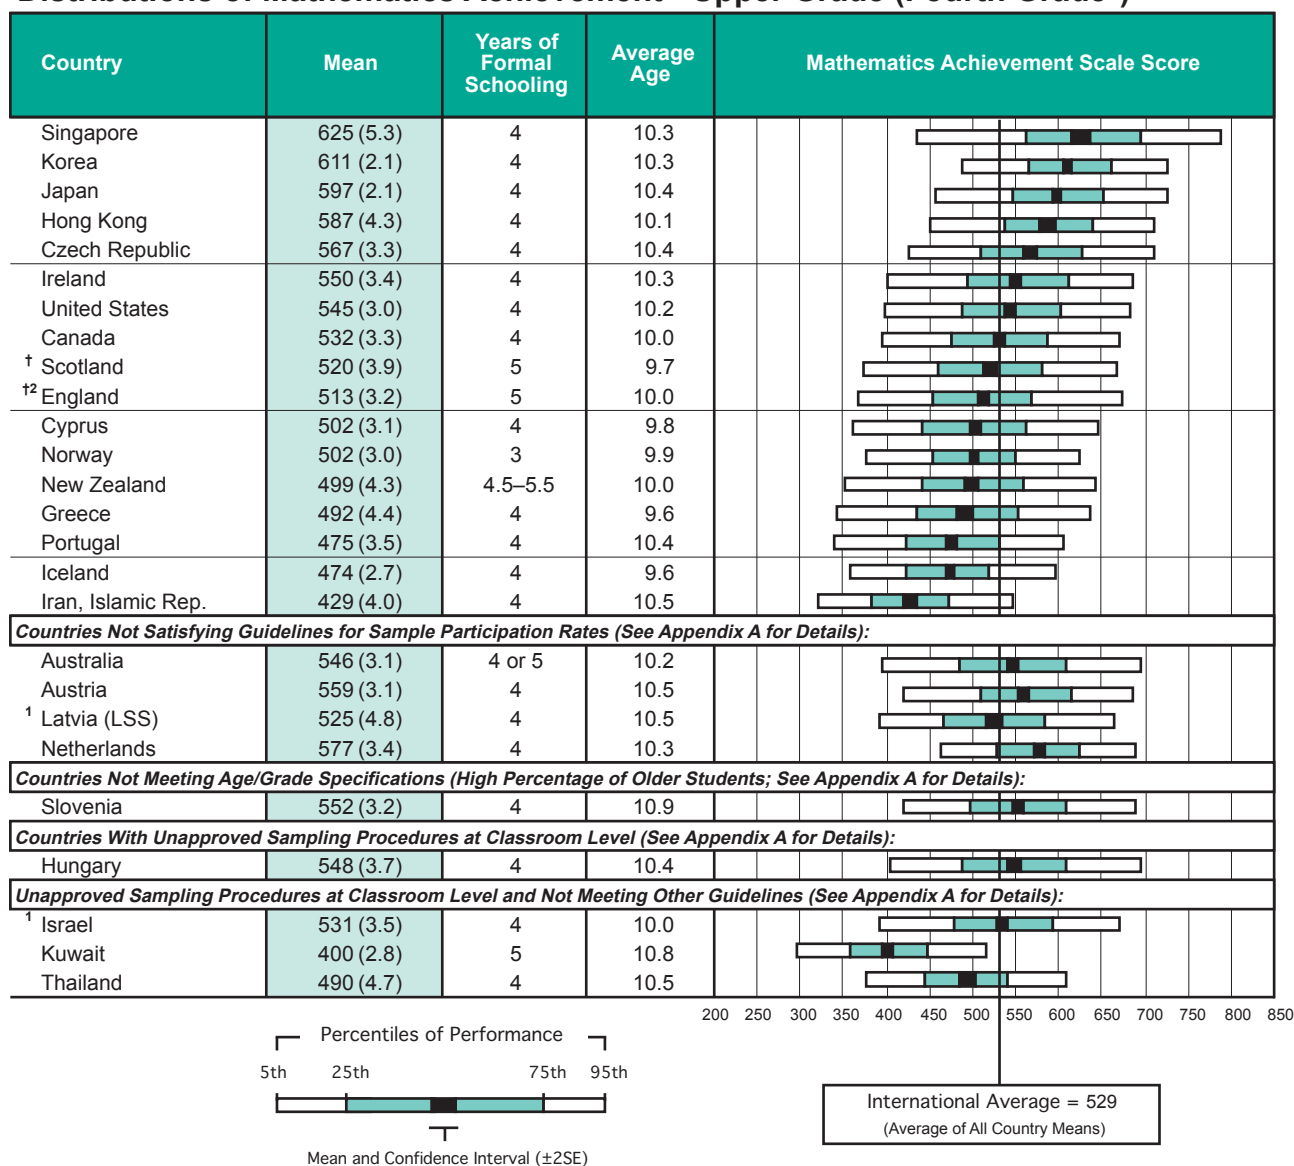 Distributions of Mathematics Achievement - Upper Grade (Fourth Grade*)
Country Mean Years of Formal Schooling Average Age Mathematics Achievement Scale Score
Singapore 625 (5.3) 4 10.3
Korea 611 (2.1) 4 10.3
Japan 597 (2.1) 4 10.4
Hong Kong 587 (4.3) 4 10.1
Czech Republic 567 (3.3) 4 10.4
Ireland 550 (3.4) 4 10.3
United States 545 (3.0) 4 10.2
Canada 532 (3.3) 4 10.0
† Scotland 520 (3.9) 5 9.7
†2 England 513 (3.2) 5 10.0
Cyprus 502 (3.1) 4 9.8
Norway 502 (3.0) 3 9.9
New Zealand 499 (4.3) 4.5–5.5 10.0
Greece 492 (4.4) 4 9.6
Portugal 475 (3.5) 4 10.4
Iceland 474 (2.7) 4 9.6
Iran, Islamic Rep. 429 (4.0) 4 10.5
Countries Not Satisfying Guidelines for Sample Participation Rates (See Appendix A for Details):
Australia 546 (3.1) 4 or 5 10.2
Austria 559 (3.1) 4 10.5
1 Latvia (LSS) 525 (4.8) 4 10.5
Netherlands 577 (3.4) 4 10.3
Countries Not Meeting Age/Grade Specifications (High Percentage of Older Students; See Appendix A for Details):
Slovenia 552 (3.2) 4 10.9
Countries With Unapproved Sampling Procedures at Classroom Level (See Appendix A for Details):
Hungary 548 (3.7) 4 10.4
Unapproved Sampling Procedures at Classroom Level and Not Meeting Other Guidelines (See Appendix A for Details):
1 Israel 531 (3.5) 4 10.0
Kuwait 400 (2.8) 5 10.8
Thailand 490 (4.7) 4 10.5
200 250 300 350 400 450 500 550 600 650 700 750 800 850
Percentiles of Performance
5th 25th 75th 95th
Mean and Confidence Interval (±2SE)
International Average = 529
(Average of All Country Means)